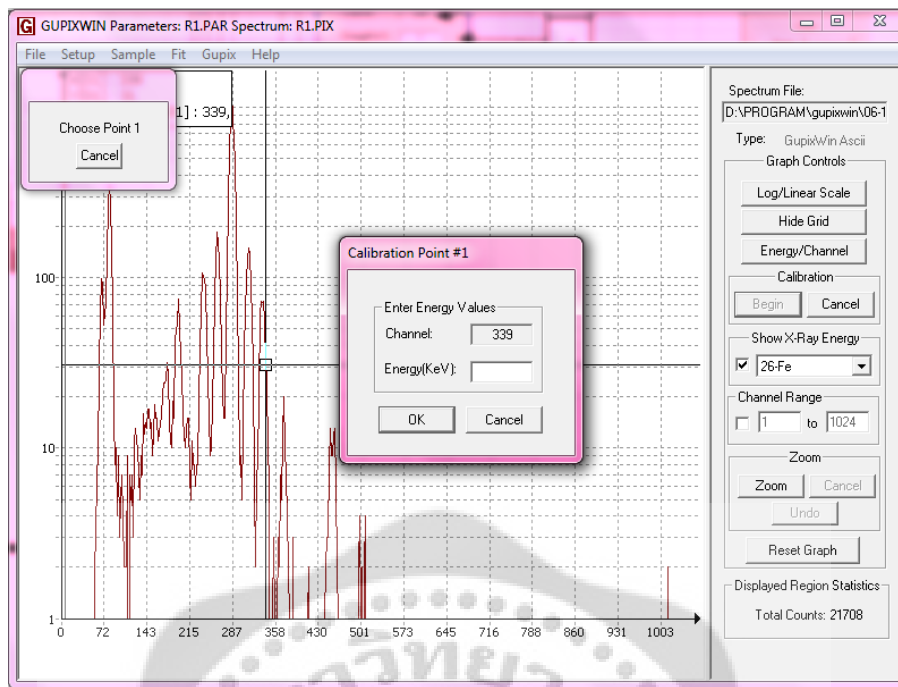 GUPIXWIN Parameters: R1.PAR Spectrum: R1.PIX
File Setup Sample Fit Gupix Help
1] : 339,
Choose Point 1
Cancel
100
10
1
0 72 143 215 287 358 430 501 573 645 716 788 860 931 1003
Calibration Point #1
Enter Energy Values
Channel: 339
Energy(KeV):
OK Cancel
Spectrum File:
D:\PROGRAM\gupixwin\06-1
Type: GupixWin Ascii
Graph Controls
Log/Linear Scale
Hide Grid
Energy/Channel
Calibration
Begin Cancel
Show X-Ray Energy
26-Fe
Channel Range
1 to 1024
Zoom
Zoom Cancel
Undo
Reset Graph
Displayed Region Statistics
Total Counts: 21708